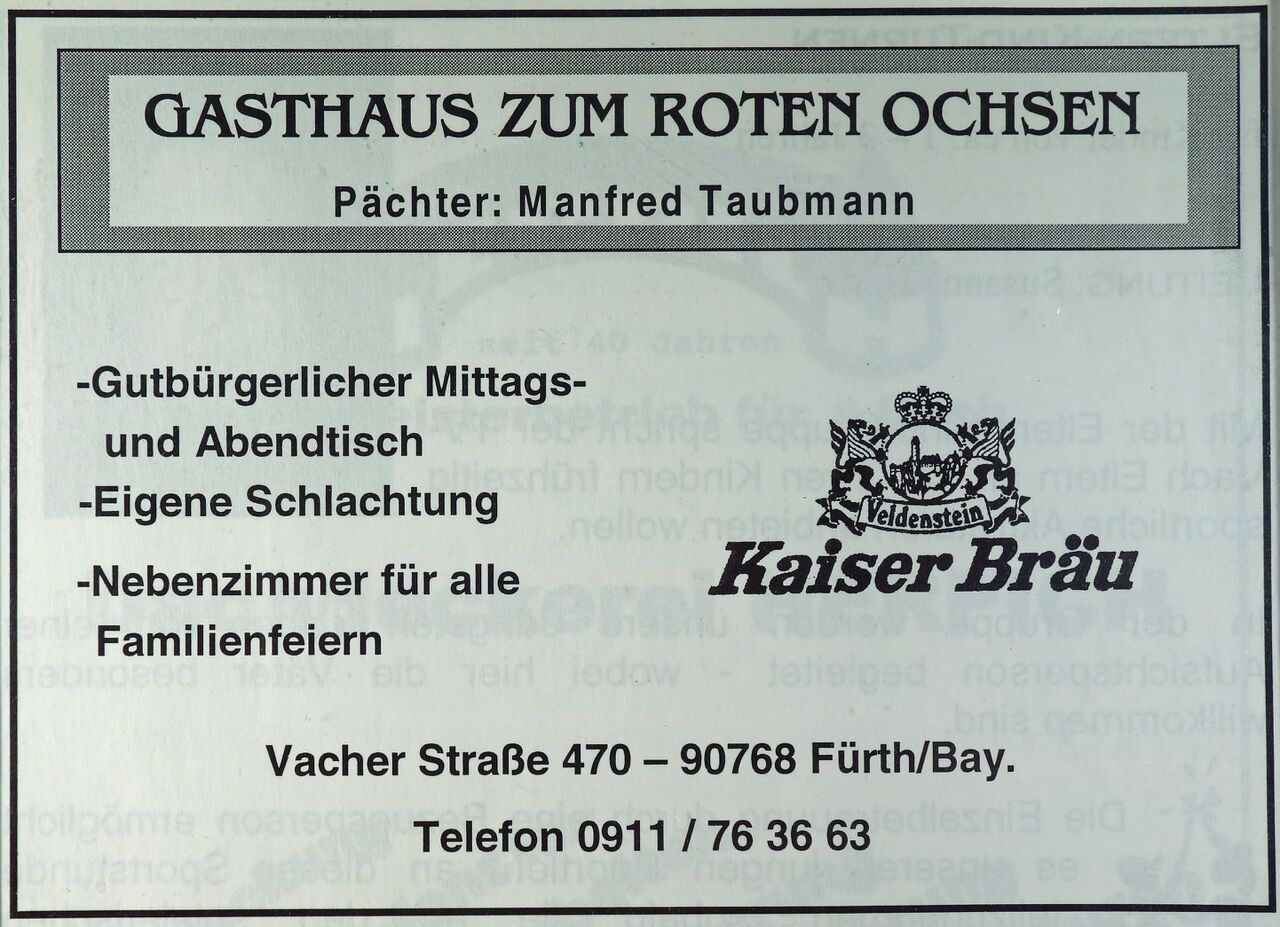 GASTHAUS ZUM ROTEN OCHSEN
Pächter: Manfred Taubmann
-Gutbürgerlicher Mittags-
und Abendtisch
-Eigene Schlachtung
-Nebenzimmer für alle
Familienfeiern
Veldenstein
Kaiser Bräu
Vacher Straße 470 – 90768 Fürth/Bay.
Telefon 0911 / 76 36 63